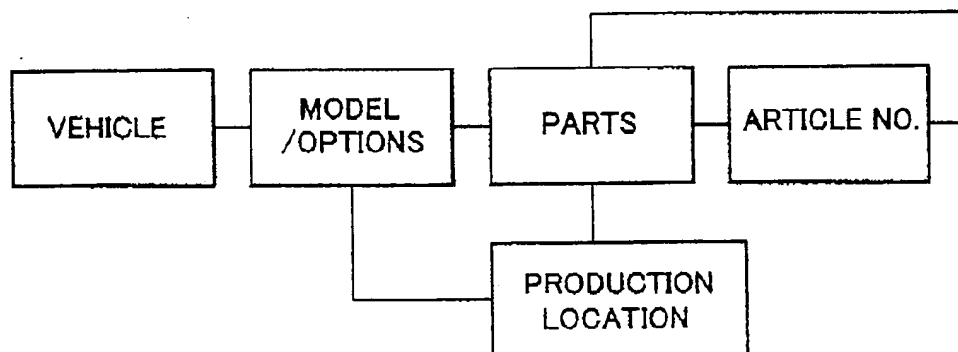 VEHICLE
MODEL
/OPTIONS
PARTS
ARTICLE NO.
PRODUCTION
LOCATION